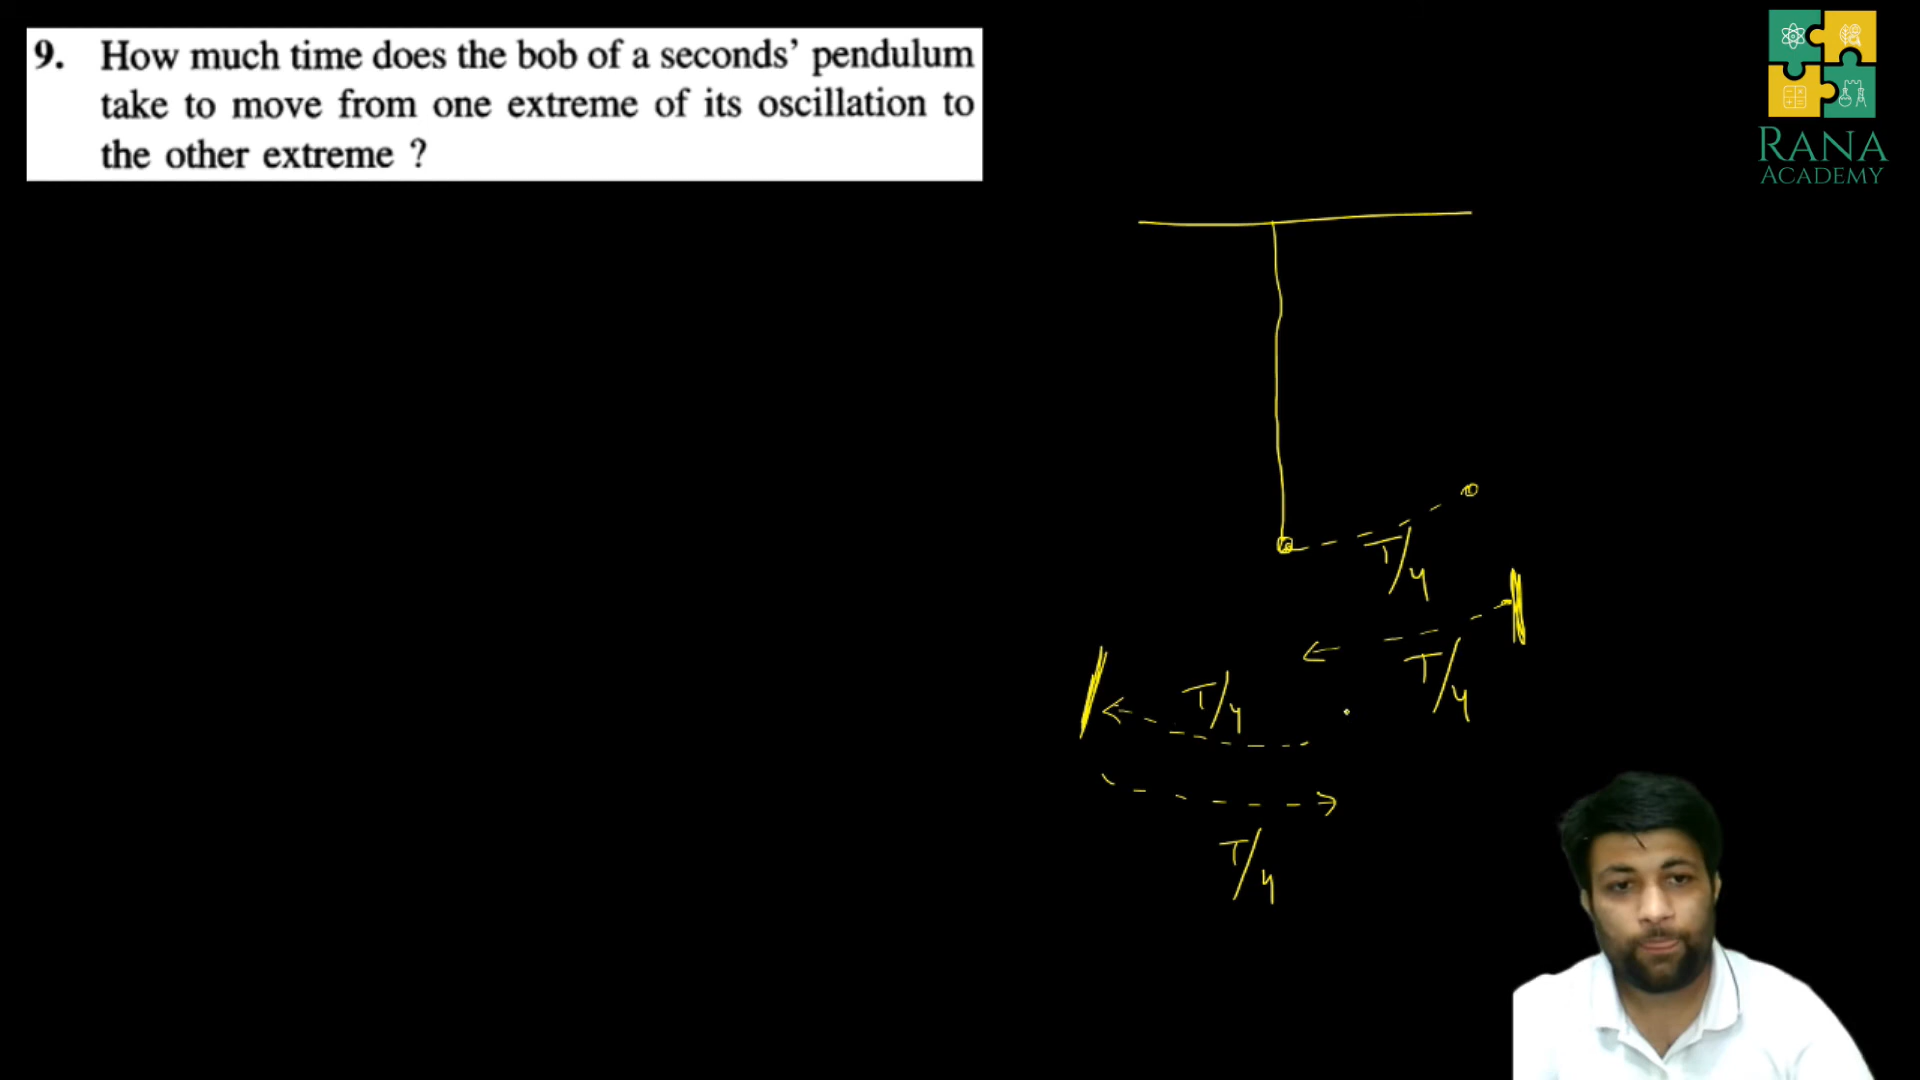 9. How much time does the bob of a seconds' pendulum
take to move from one extreme of its oscillation to
the other extreme ?
RANA
ACADEMY
T/4
T/4
T/4
T/4